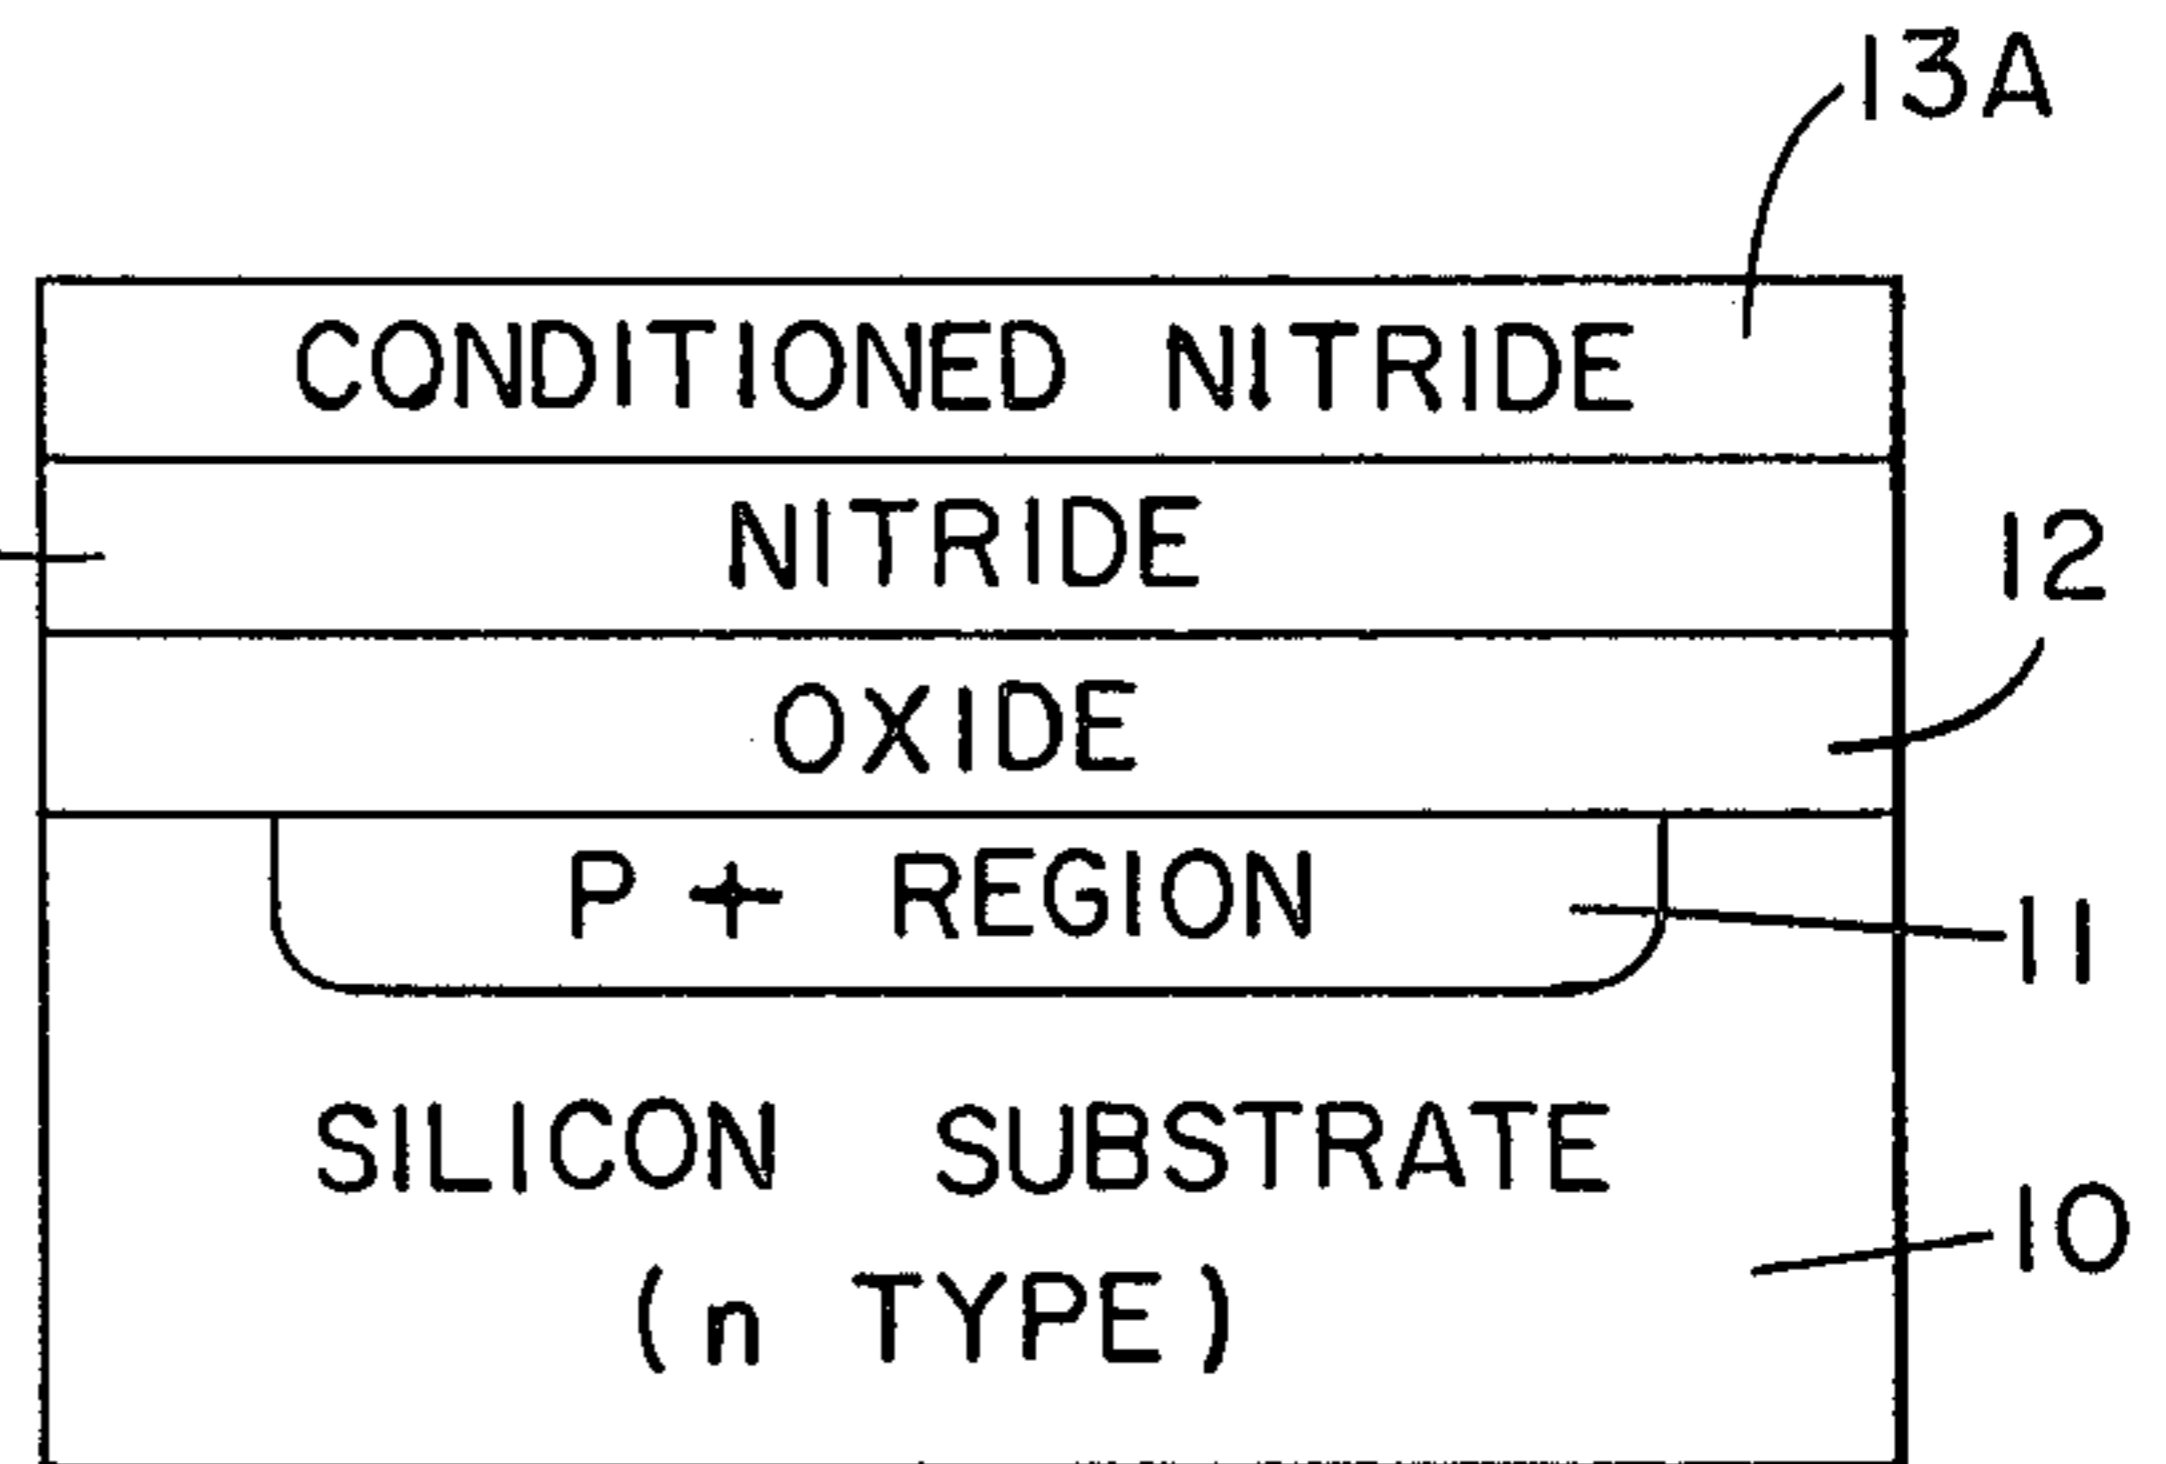 13A
CONDITIONED NITRIDE
NITRIDE
12
OXIDE
P + REGION
11
SILICON SUBSTRATE
10
(n TYPE)